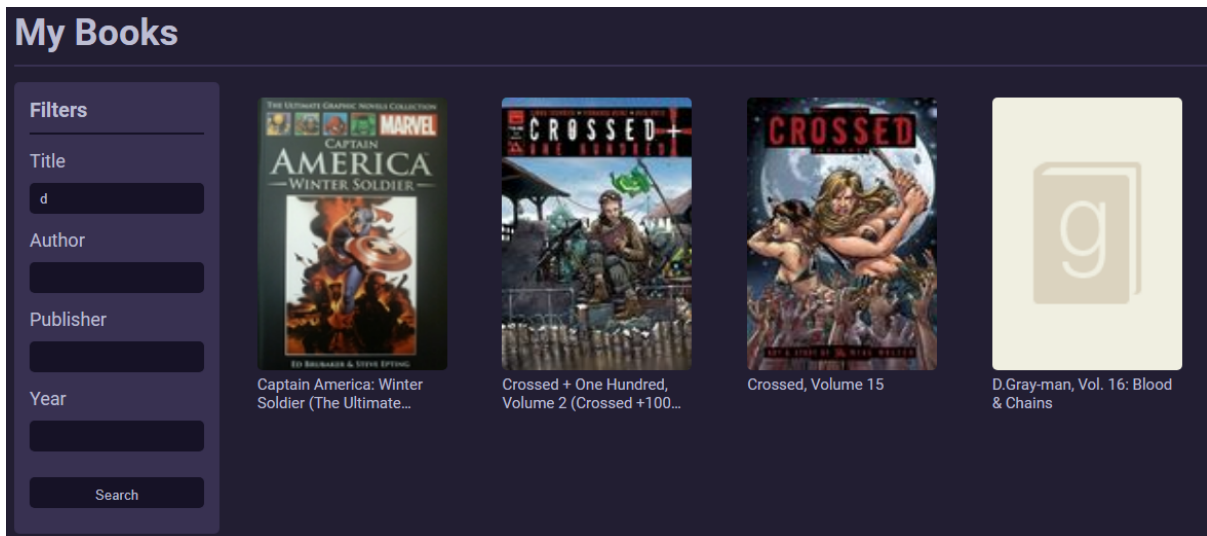 My Books
Filters
Title
d
Author
Publisher
Year
Search
THE ULTIMATE GRAPHIC NOVELS COLLECTION
MARVEL
CAPTAIN
AMERICA
WINTER SOLDIER
ED BRUBAKER & STEVE EPTING
Captain America: Winter
Soldier (The Ultimate...
CROSSED +
ONE HUNDRED
Crossed + One Hundred,
Volume 2 (Crossed +100...
CROSSED
Crossed, Volume 15
g
D.Gray-man, Vol. 16: Blood
& Chains